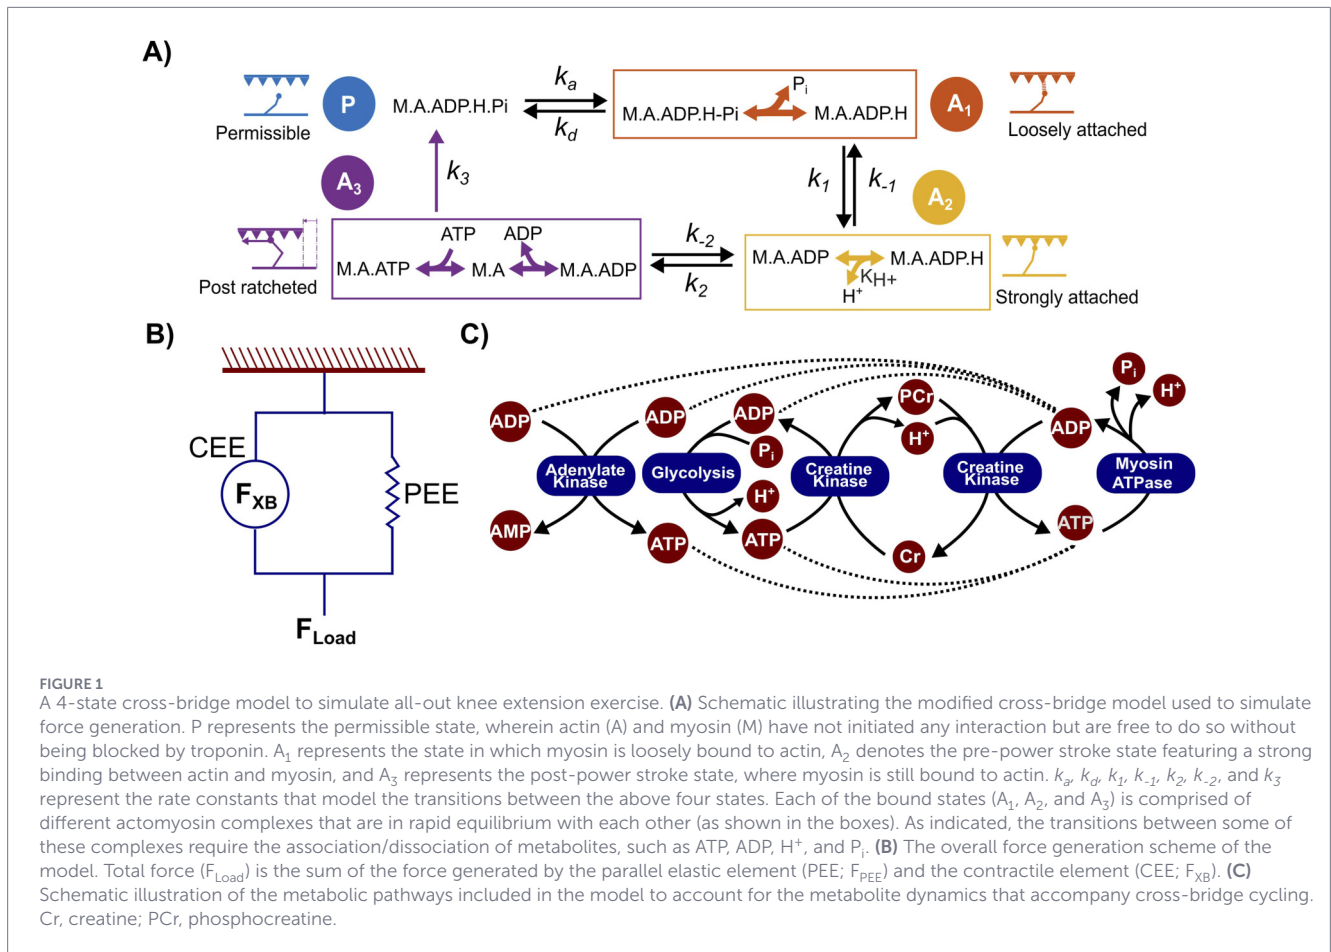 A)
P
Permissible
M.A.ADP.H.Pi
kₐ
k_d
M.A.ADP.H-Pi
Pᵢ
M.A.ADP.H
A₁
Loosely attached
A₃
k₃
k₁
k₋₁
A₂
Post ratcheted
ATP
ADP
M.A.ATP
M.A
M.A.ADP
k₋₂
k₂
M.A.ADP
M.A.ADP.H
K_H+
H⁺
Strongly attached
B)
CEE
F_XB
PEE
F_Load
C)
ADP
ADP
ADP
Pᵢ
PCr
H⁺
ADP
Pᵢ
H⁺
Adenylate
Kinase
Glycolysis
Creatine
Kinase
Creatine
Kinase
Myosin
ATPase
H⁺
AMP
ATP
ATP
Cr
ATP
FIGURE 1
A 4-state cross-bridge model to simulate all-out knee extension exercise. (A) Schematic illustrating the modified cross-bridge model used to simulate
force generation. P represents the permissible state, wherein actin (A) and myosin (M) have not initiated any interaction but are free to do so without
being blocked by troponin. A₁ represents the state in which myosin is loosely bound to actin, A₂ denotes the pre-power stroke state featuring a strong
binding between actin and myosin, and A₃ represents the post-power stroke state, where myosin is still bound to actin. kₐ, k_d, k₁, k₋₁, k₂, k₋₂, and k₃
represent the rate constants that model the transitions between the above four states. Each of the bound states (A₁, A₂, and A₃) is comprised of
different actomyosin complexes that are in rapid equilibrium with each other (as shown in the boxes). As indicated, the transitions between some of
these complexes require the association/dissociation of metabolites, such as ATP, ADP, H⁺, and Pᵢ. (B) The overall force generation scheme of the
model. Total force (F_Load) is the sum of the force generated by the parallel elastic element (PEE; F_PEE) and the contractile element (CEE; F_XB). (C)
Schematic illustration of the metabolic pathways included in the model to account for the metabolite dynamics that accompany cross-bridge cycling.
Cr, creatine; PCr, phosphocreatine.